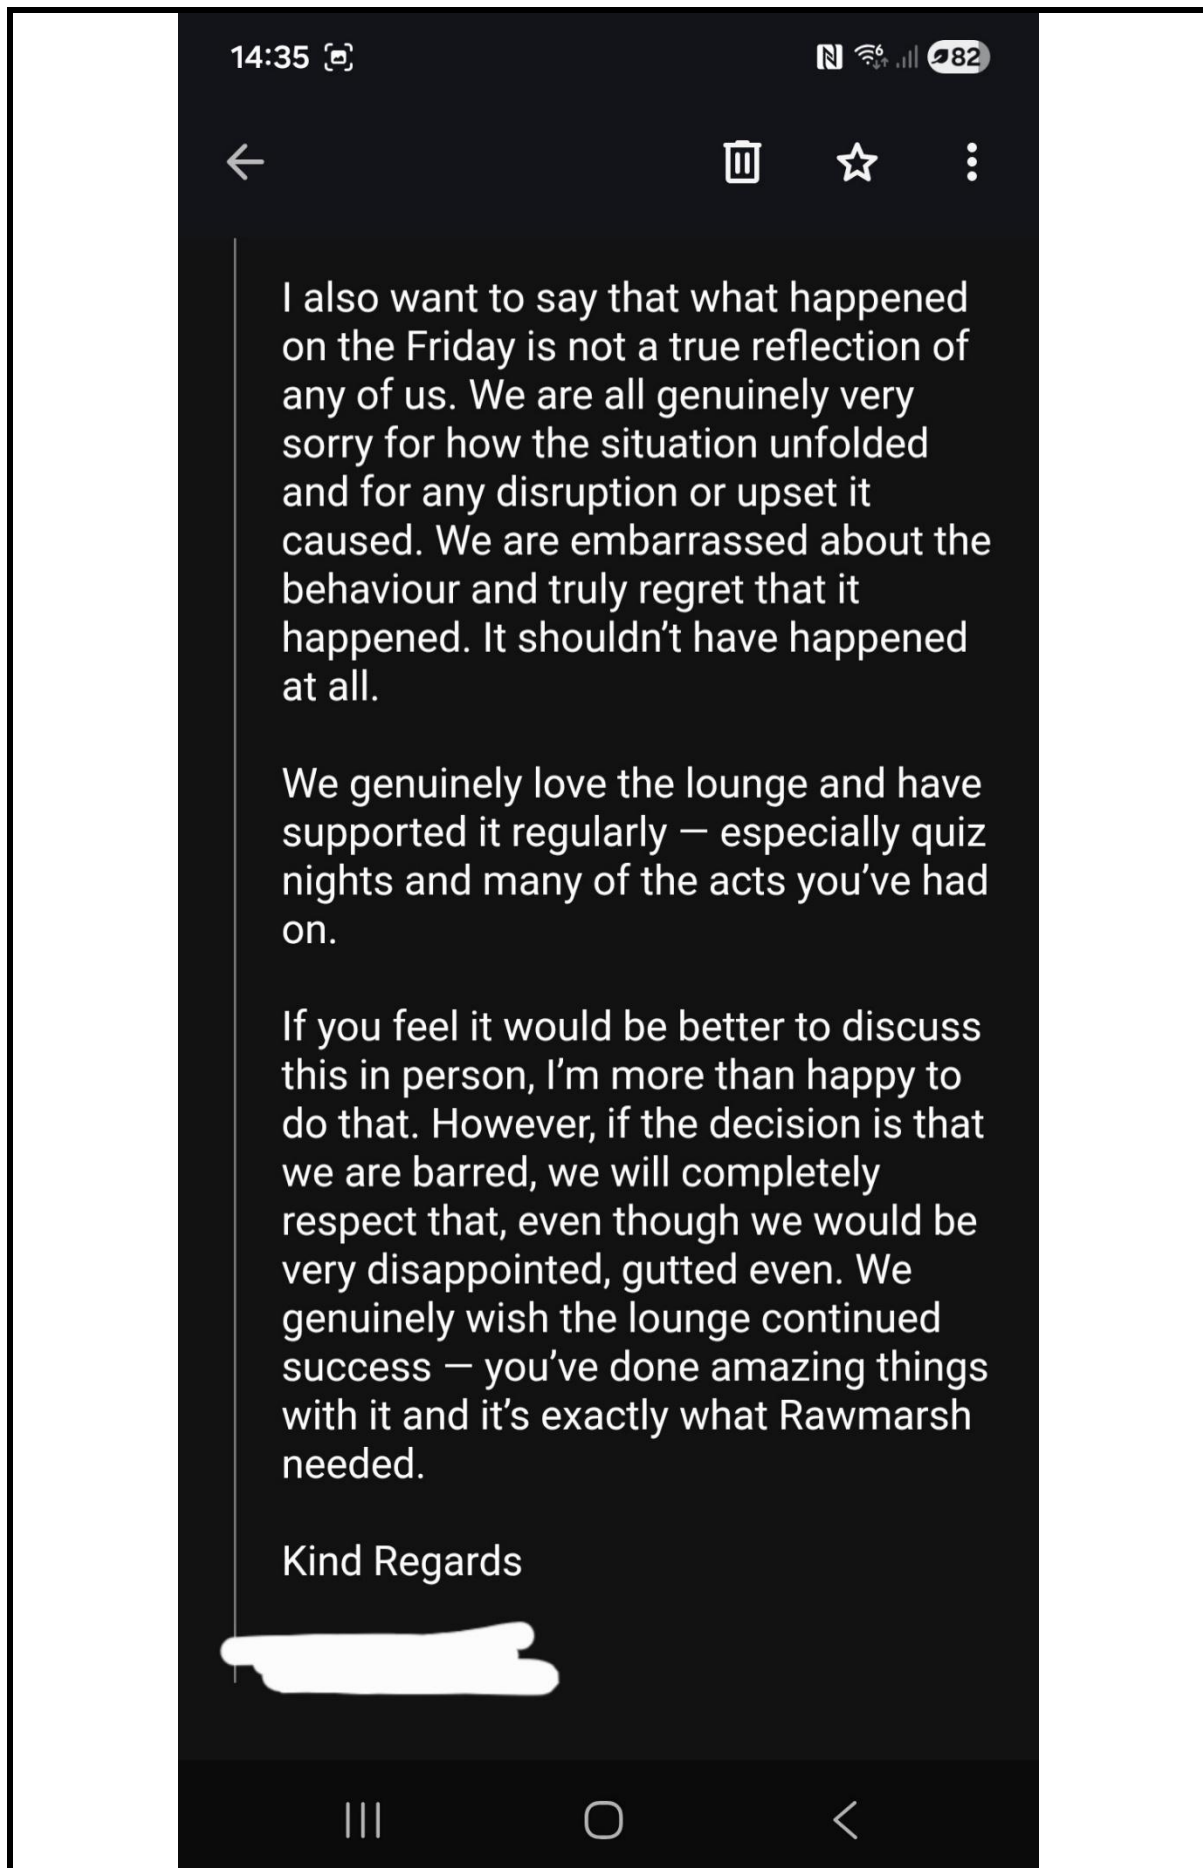 14:35
82
I also want to say that what happened
on the Friday is not a true reflection of
any of us. We are all genuinely very
sorry for how the situation unfolded
and for any disruption or upset it
caused. We are embarrassed about the
behaviour and truly regret that it
happened. It shouldn’t have happened
at all.
We genuinely love the lounge and have
supported it regularly — especially quiz
nights and many of the acts you’ve had
on.
If you feel it would be better to discuss
this in person, I’m more than happy to
do that. However, if the decision is that
we are barred, we will completely
respect that, even though we would be
very disappointed, gutted even. We
genuinely wish the lounge continued
success — you’ve done amazing things
with it and it’s exactly what Rawmarsh
needed.
Kind Regards